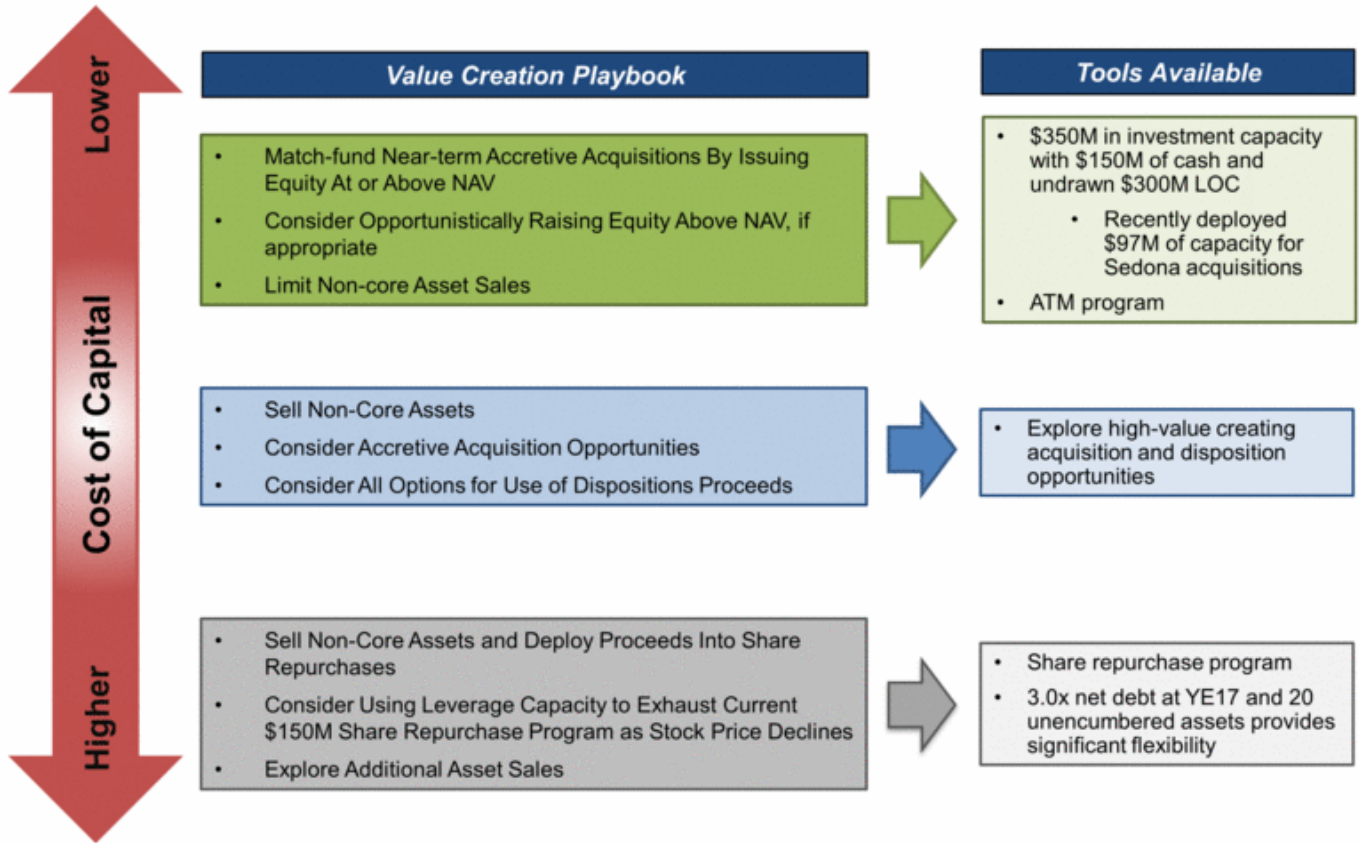 Lower
Cost of Capital
Higher
Value Creation Playbook
• Match-fund Near-term Accretive Acquisitions By Issuing
Equity At or Above NAV
• Consider Opportunistically Raising Equity Above NAV, if
appropriate
• Limit Non-core Asset Sales
Tools Available
• $350M in investment capacity
with $150M of cash and
undrawn $300M LOC
• Recently deployed
$97M of capacity for
Sedona acquisitions
• ATM program
• Sell Non-Core Assets
• Consider Accretive Acquisition Opportunities
• Consider All Options for Use of Dispositions Proceeds
• Explore high-value creating
acquisition and disposition
opportunities
• Sell Non-Core Assets and Deploy Proceeds Into Share
Repurchases
• Consider Using Leverage Capacity to Exhaust Current
$150M Share Repurchase Program as Stock Price Declines
• Explore Additional Asset Sales
• Share repurchase program
• 3.0x net debt at YE17 and 20
unencumbered assets provides
significant flexibility